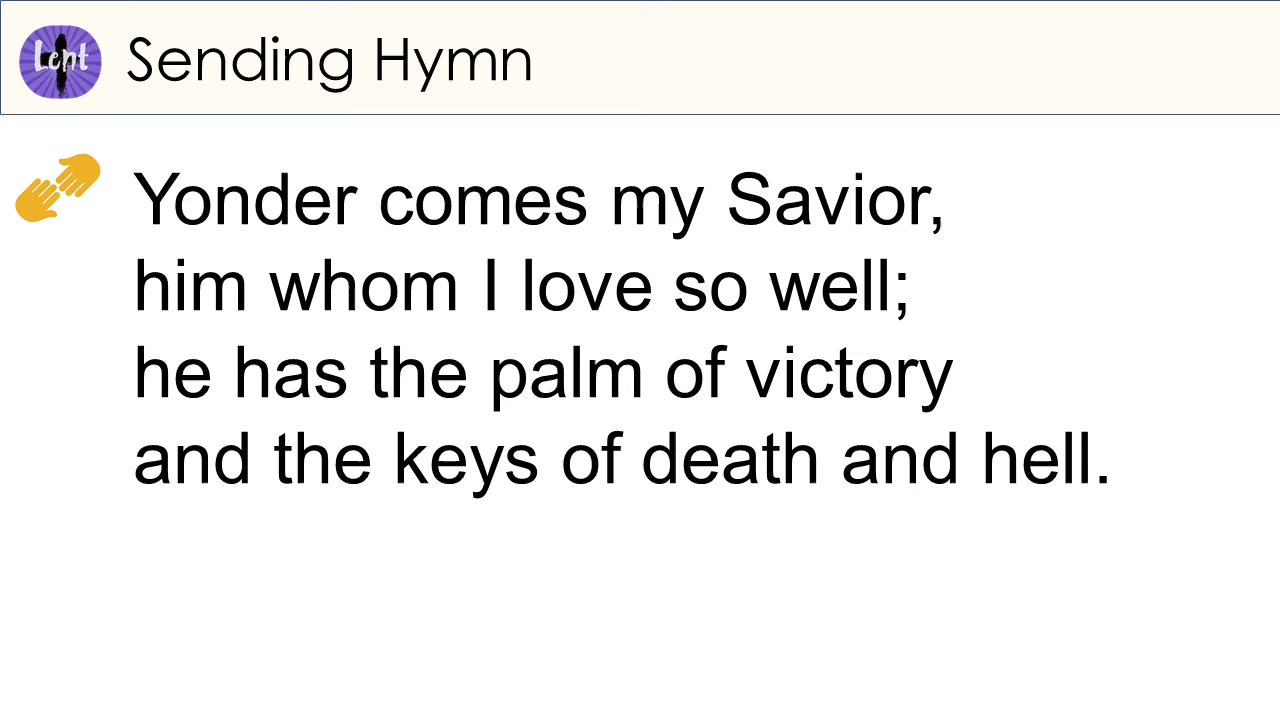 Lent
Sending Hymn
Yonder comes my Savior,
him whom I love so well;
he has the palm of victory
and the keys of death and hell.